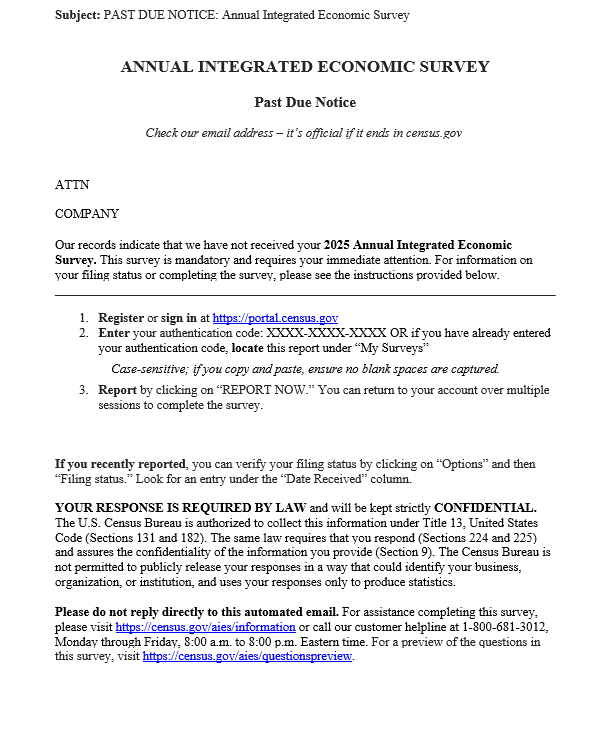 Subject: PAST DUE NOTICE: Annual Integrated Economic Survey
ANNUAL INTEGRATED ECONOMIC SURVEY
Past Due Notice
Check our email address – it's official if it ends in census.gov
ATTN
COMPANY
Our records indicate that we have not received your 2025 Annual Integrated Economic
Survey. This survey is mandatory and requires your immediate attention. For information on
your filing status or completing the survey, please see the instructions provided below.
1. Register or sign in at https://portal.census.gov
2. Enter your authentication code: XXXX-XXXX-XXXX OR if you have already entered
your authentication code, locate this report under “My Surveys”
Case-sensitive; if you copy and paste, ensure no blank spaces are captured.
3. Report by clicking on “REPORT NOW.” You can return to your account over multiple
sessions to complete the survey.
If you recently reported, you can verify your filing status by clicking on “Options” and then
“Filing status.” Look for an entry under the “Date Received” column.
YOUR RESPONSE IS REQUIRED BY LAW and will be kept strictly CONFIDENTIAL.
The U.S. Census Bureau is authorized to collect this information under Title 13, United States
Code (Sections 131 and 182). The same law requires that you respond (Sections 224 and 225)
and assures the confidentiality of the information you provide (Section 9). The Census Bureau is
not permitted to publicly release your responses in a way that could identify your business,
organization, or institution, and uses your responses only to produce statistics.
Please do not reply directly to this automated email. For assistance completing this survey,
please visit https://census.gov/aies/information or call our customer helpline at 1-800-681-3012,
Monday through Friday, 8:00 a.m. to 8:00 p.m. Eastern time. For a preview of the questions in
this survey, visit https://census.gov/aies/questionspreview.